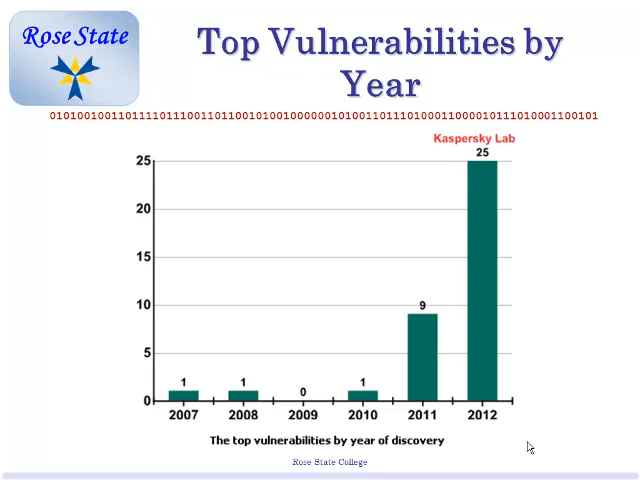 Rose State
Top Vulnerabilities by
Year
01010010011011110111001101100101001000000101001101110100011000010111010001100101
Kaspersky Lab
25
25
20
15
10
9
5
1
1
0
1
0
2007 2008 2009 2010 2011 2012
The top vulnerabilities by year of discovery
Rose State College